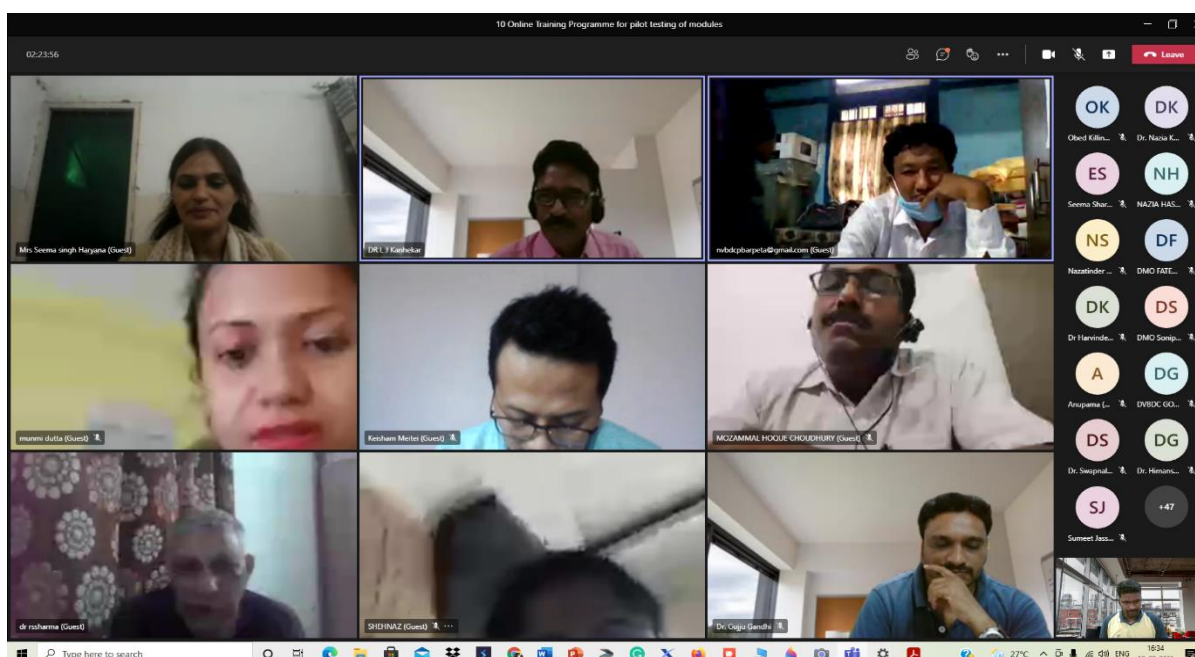 10 Online Training Programme for pilot testing of modules
02:23:56
Leave
Mrs Seema singh Haryana (Guest)
DR L J Kanhekar
nvbdcpbarpeta@gmail.com (Guest)
munmi dutta (Guest)
Keisham Meitei (Guest)
MOZAMMAL HOQUE CHOUDHURY (Guest)
dr rssharma (Guest)
SHEHNAZ (Guest)
Dr. Gujju Gandhi
OK
DK
Obed Killin...
Dr. Nazia K...
ES
NH
Seema Shar...
NAZIA HAS...
NS
DF
Nazatinder ...
DMO FATE...
DK
DS
Dr Harvinde...
DMO Sonip...
A
DG
Anupama (...
DVBDC GO...
DS
DG
Dr. Swapnal...
Dr. Himans...
SJ
+47
Sumeet Jass...
Type here to search
27°C
ENG
16:34